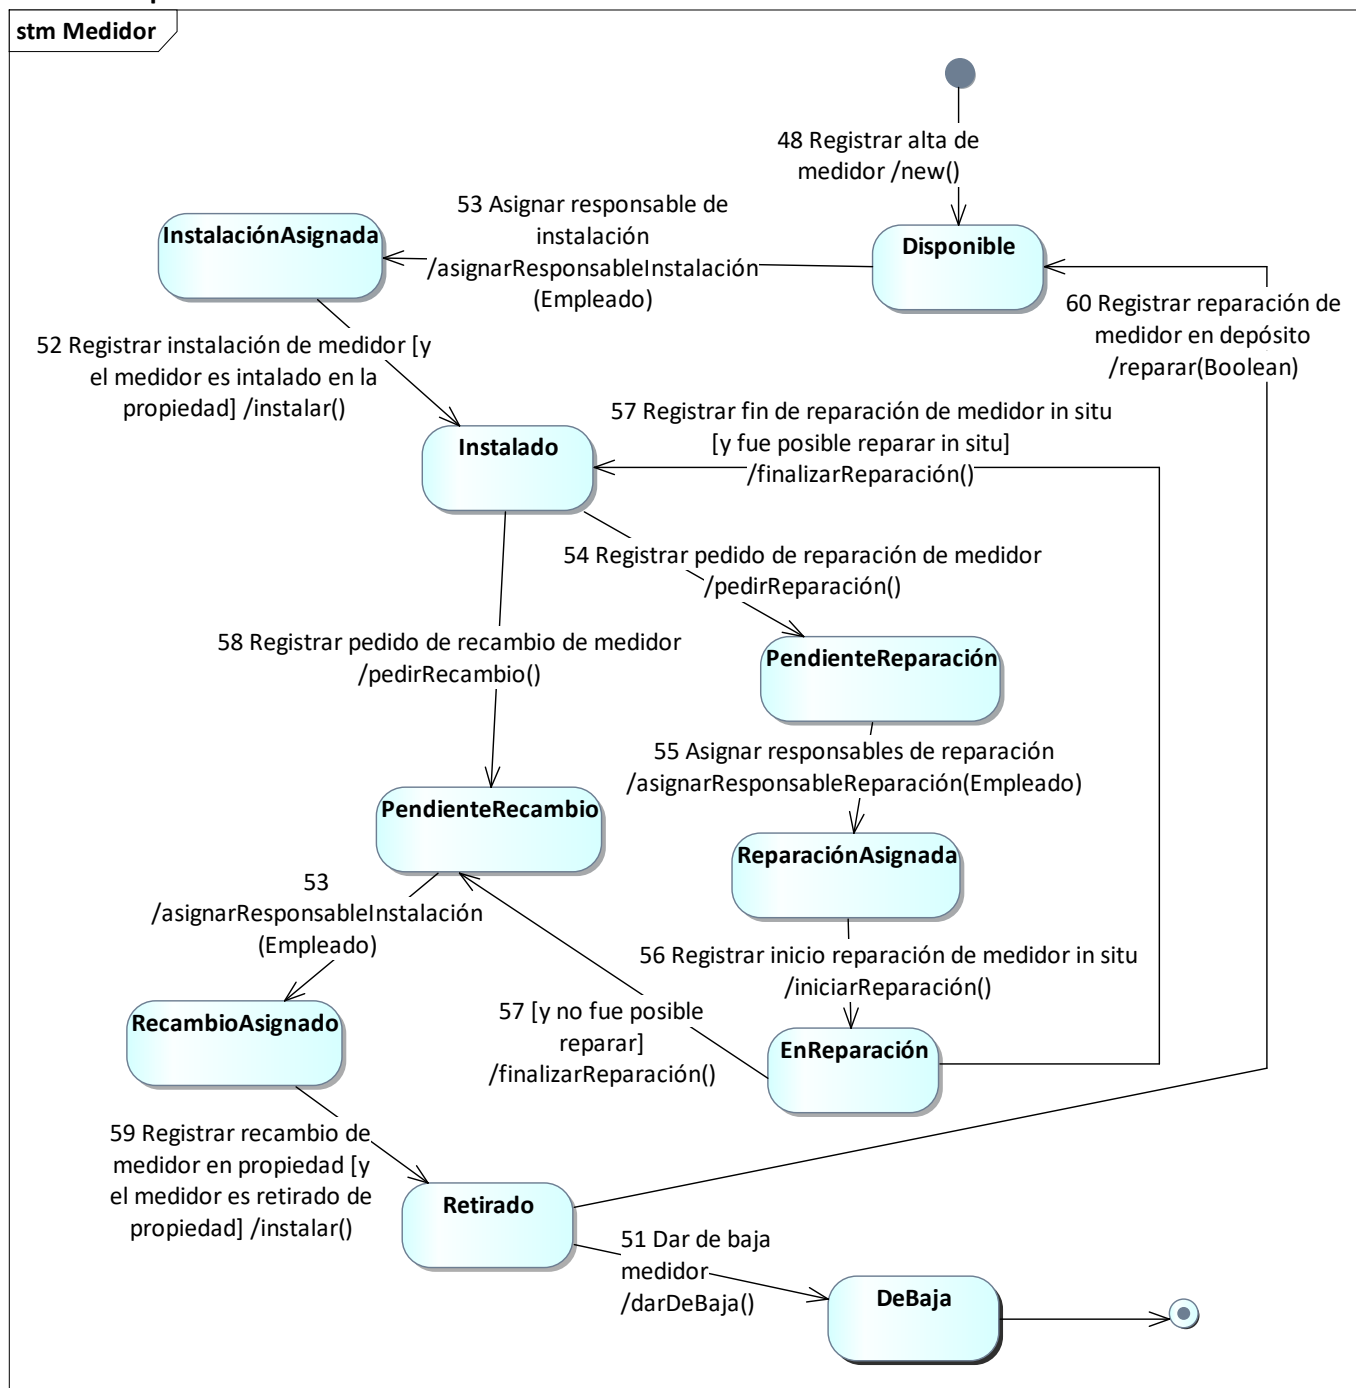 stm Medidor
48 Registrar alta de
medidor /new()
53 Asignar responsable de
instalación
/asignarResponsableInstalación
(Empleado)
InstalaciónAsignada
Disponible
60 Registrar reparación de
medidor en depósito
/reparar(Boolean)
52 Registrar instalación de medidor [y
el medidor es intalado en la
propiedad] /instalar()
57 Registrar fin de reparación de medidor in situ
[y fue posible reparar in situ]
/finalizarReparación()
Instalado
54 Registrar pedido de reparación de medidor
/pedirReparación()
58 Registrar pedido de recambio de medidor
/pedirRecambio()
PendienteReparación
55 Asignar responsables de reparación
/asignarResponsableReparación(Empleado)
PendienteRecambio
ReparaciónAsignada
53
/asignarResponsableInstalación
(Empleado)
56 Registrar inicio reparación de medidor in situ
/iniciarReparación()
RecambioAsignado
57 [y no fue posible
reparar]
/finalizarReparación()
EnReparación
59 Registrar recambio de
medidor en propiedad [y
el medidor es retirado de
propiedad] /instalar()
Retirado
51 Dar de baja
medidor
/darDeBaja()
DeBaja